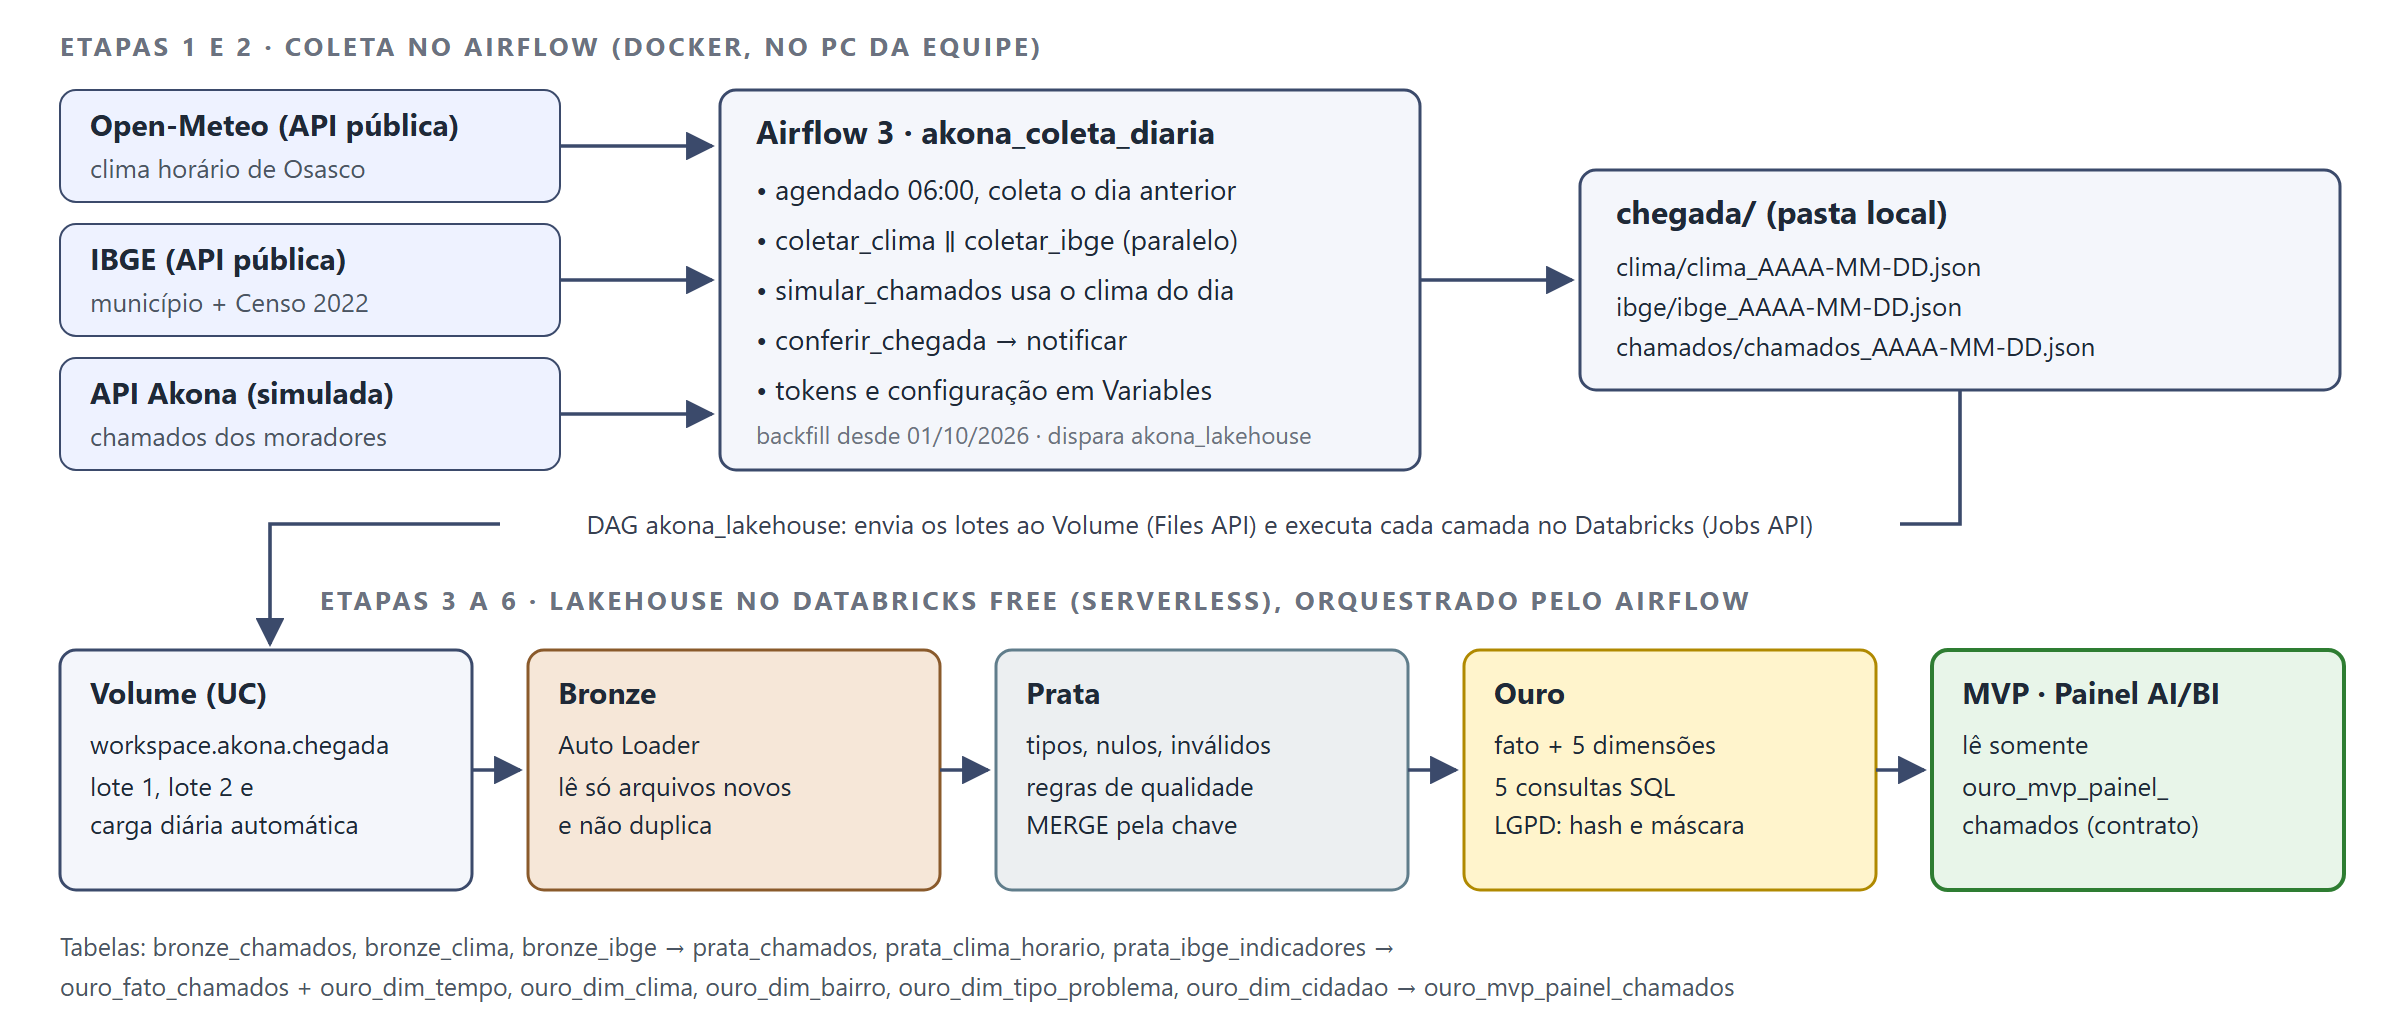 ETAPAS 1 E 2 · COLETA NO AIRFLOW (DOCKER, NO PC DA EQUIPE)
Open-Meteo (API pública)
clima horário de Osasco
IBGE (API pública)
município + Censo 2022
API Akona (simulada)
chamados dos moradores
Airflow 3 · akona_coleta_diaria
• agendado 06:00, coleta o dia anterior
• coletar_clima ∥ coletar_ibge (paralelo)
• simular_chamados usa o clima do dia
• conferir_chegada → notificar
• tokens e configuração em Variables
backfill desde 01/10/2026 · dispara akona_lakehouse
chegada/ (pasta local)
clima/clima_AAAA-MM-DD.json
ibge/ibge_AAAA-MM-DD.json
chamados/chamados_AAAA-MM-DD.json
DAG akona_lakehouse: envia os lotes ao Volume (Files API) e executa cada camada no Databricks (Jobs API)
ETAPAS 3 A 6 · LAKEHOUSE NO DATABRICKS FREE (SERVERLESS), ORQUESTRADO PELO AIRFLOW
Volume (UC)
workspace.akona.chegada
lote 1, lote 2 e
carga diária automática
Bronze
Auto Loader
lê só arquivos novos
e não duplica
Prata
tipos, nulos, inválidos
regras de qualidade
MERGE pela chave
Ouro
fato + 5 dimensões
5 consultas SQL
LGPD: hash e máscara
MVP · Painel AI/BI
lê somente
ouro_mvp_painel_
chamados (contrato)
Tabelas: bronze_chamados, bronze_clima, bronze_ibge → prata_chamados, prata_clima_horario, prata_ibge_indicadores →
ouro_fato_chamados + ouro_dim_tempo, ouro_dim_clima, ouro_dim_bairro, ouro_dim_tipo_problema, ouro_dim_cidadao → ouro_mvp_painel_chamados